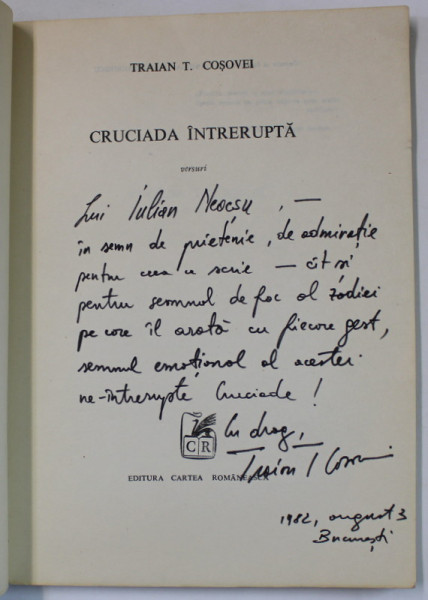 TRAIAN T. COȘOVEI
CRUCIADA ÎNTRERUPTĂ
versuri
Lui Iulian Neacșu, —
în semn de prietenie, de admirație
pentru ceea ce scrie — cît și
pentru semnul de foc al zodiei
pe care îl arată cu fiecare gest,
semnul emoțional al acestei
ne-întrerupte Cruciade!
Cu drag,
Traian T Coșovei
CR
EDITURA CARTEA ROMÂNEASCĂ
1982, august 3
București